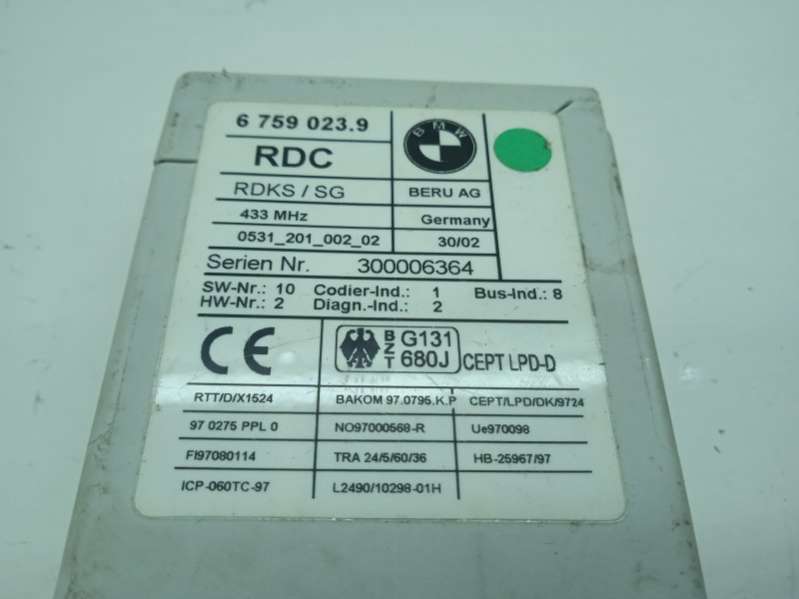 6 759 023.9
BMW
RDC
RDKS / SG
BERU AG
433 MHz
Germany
0531_201_002_02
30/02
Serien Nr. 300006364
SW-Nr.: 10 Codier-Ind.: 1 Bus-Ind.: 8
HW-Nr.: 2 Diagn.-Ind.: 2
CE
BZT G131 680J
CEPT LPD-D
RTT/D/X1524 BAKOM 97.0795.K.P CEPT/LPD/DK/9724
97 0275 PPL 0 NO97000568-R Ue970098
FI97080114 TRA 24/5/60/36 HB-25967/97
ICP-060TC-97 L2490/10298-01H